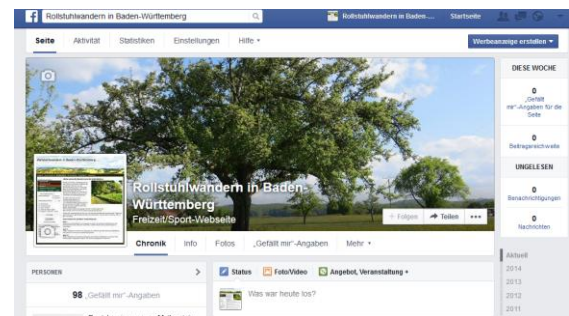 Rollstuhlwandern in Baden-Württemberg
Rollstuhlwandern in Baden-... Startseite
Seite Aktivität Statistiken Einstellungen Hilfe
Werbeanzeige erstellen
DIESE WOCHE
0
„Gefällt
mir"-Angaben für die
Seite
0
Beitragsreichweite
UNGELESEN
0
Benachrichtigungen
0
Nachrichten
Rollstuhlwandern in Baden-
Württemberg
Freizeit/Sport-Webseite
+ Folgen Teilen •••
Chronik Info Fotos „Gefällt mir"-Angaben Mehr
Aktuell
2014
2013
2012
2011
PERSONEN >
98 „Gefällt mir"-Angaben
Status Foto/Video Angebot, Veranstaltung +
Was war heute los?